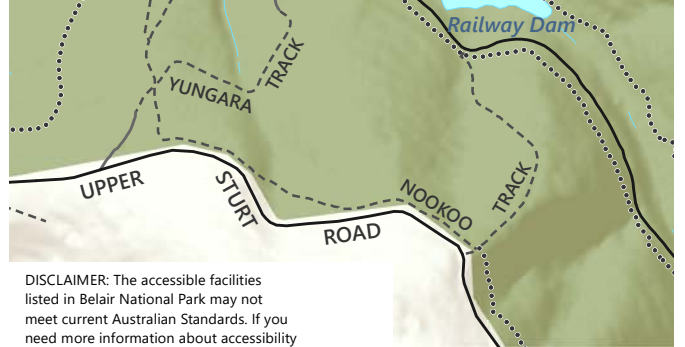 Railway Dam
YUNGARA
TRACK
UPPER
STURT
ROAD
NOOKOO
TRACK
DISCLAIMER: The accessible facilities
listed in Belair National Park may not
meet current Australian Standards. If you
need more information about accessibility